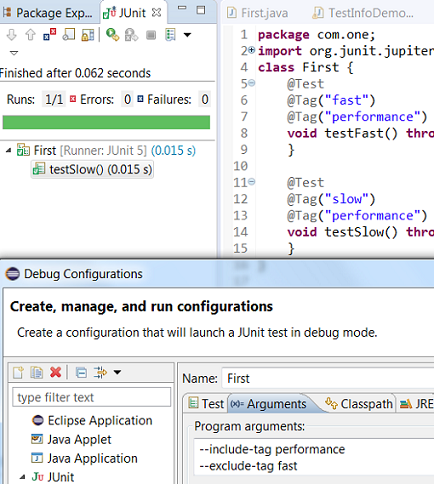 Package Exp...
JUnit
Finished after 0.062 seconds
Runs: 1/1 Errors: 0 Failures: 0
First [Runner: JUnit 5] (0.015 s)
testSlow() (0.015 s)
First.java
TestInfoDemo...
1 package com.one;
2 import org.junit.jupiter
4 class First {
5 @Test
6 @Tag("fast")
7 @Tag("performance")
8 void testFast() thro
9 }
10
11 @Test
12 @Tag("slow")
13 @Tag("performance")
14 void testSlow() thro
15 }
16 }
Debug Configurations
Create, manage, and run configurations
Create a configuration that will launch a JUnit test in debug mode.
type filter text
Eclipse Application
Java Applet
Java Application
JUnit
Name: First
Test
(x)= Arguments
Classpath
JRE
Program arguments:
--include-tag performance
--exclude-tag fast